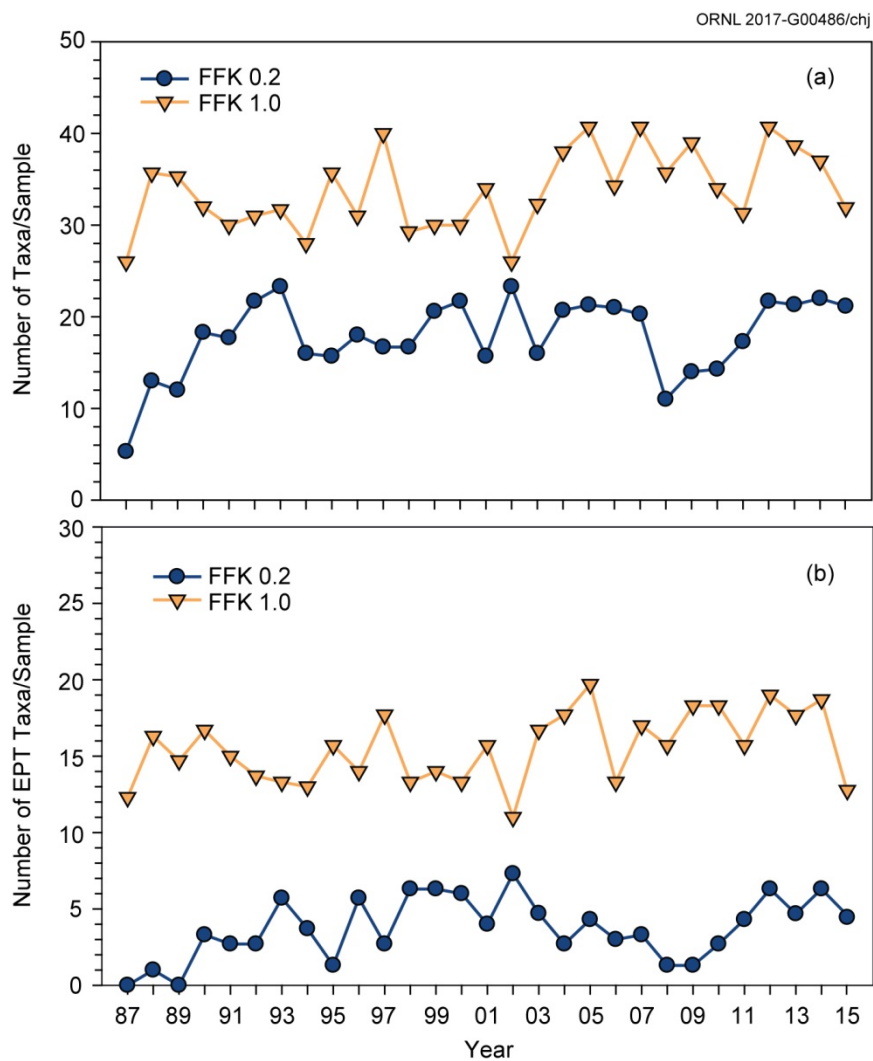 ORNL 2017-G00486/chj
50
FFK 0.2
(a)
FFK 1.0
40
30
20
10
0
Number of Taxa/Sample
30
FFK 0.2
(b)
FFK 1.0
25
20
15
10
5
0
Number of EPT Taxa/Sample
87 89 91 93 95 97 99 01 03 05 07 09 11 13 15
Year